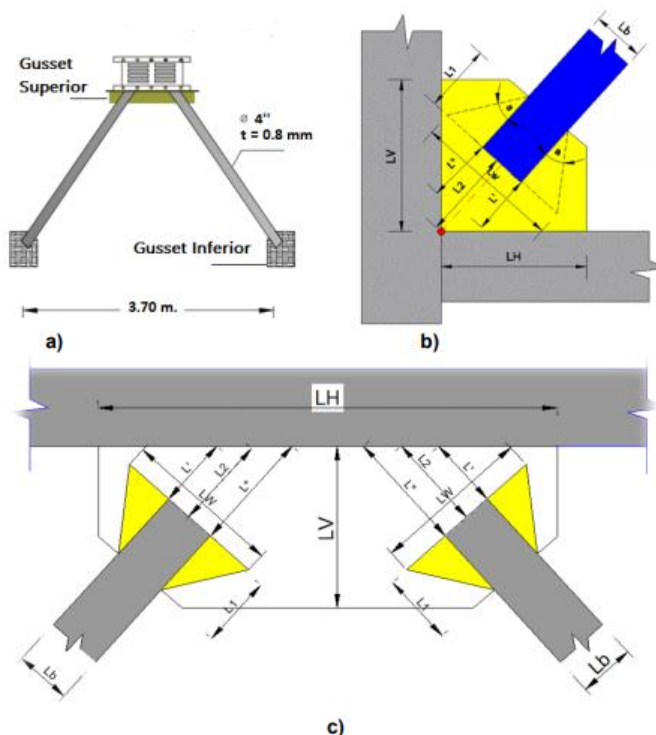 Gusset
Superior
ø 4"
t = 0.8 mm
Gusset Inferior
3.70 m.
a)
Lb
L1
LV
L"
L2
LW
L'
LH
b)
LH
L'
L2
L"
LW
LV
L"
L2
L'
LW
L1
L1
Lb
Lb
c)